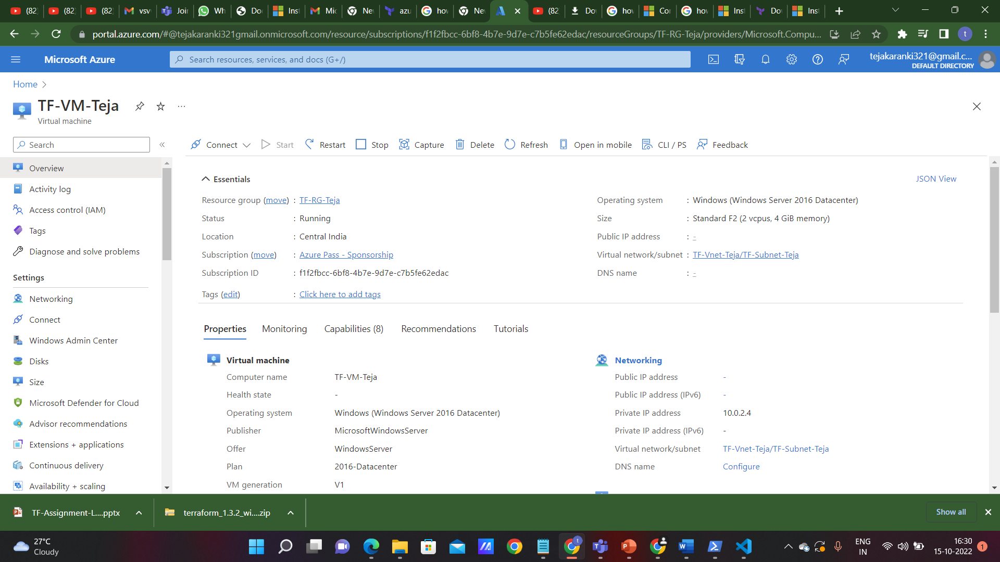 (82)
(82)
(82)
vsv
Join
Wh
Doc
Inst
Mic
Nev
azu
how
Nev
(82
Dov
how
Cor
how
Inst
Dov
Inst
portal.azure.com/#@tejakaranki321gmail.onmicrosoft.com/resource/subscriptions/f1f2fbcc-6bf8-4b7e-9d7e-c7b5fe62edac/resourceGroups/TF-RG-Teja/providers/Microsoft.Compu...
t
Microsoft Azure
Search resources, services, and docs (G+/)
tejakaranki321@gmail.c...
DEFAULT DIRECTORY
Home
TF-VM-Teja
Virtual machine
Search
Connect
Start
Restart
Stop
Capture
Delete
Refresh
Open in mobile
CLI / PS
Feedback
Overview
Activity log
Access control (IAM)
Tags
Diagnose and solve problems
Settings
Networking
Connect
Windows Admin Center
Disks
Size
Microsoft Defender for Cloud
Advisor recommendations
Extensions + applications
Continuous delivery
Availability + scaling
Essentials
JSON View
Resource group (move) : TF-RG-Teja
Status : Running
Location : Central India
Subscription (move) : Azure Pass - Sponsorship
Subscription ID : f1f2fbcc-6bf8-4b7e-9d7e-c7b5fe62edac
Tags (edit) : Click here to add tags
Operating system : Windows (Windows Server 2016 Datacenter)
Size : Standard F2 (2 vcpus, 4 GiB memory)
Public IP address : -
Virtual network/subnet : TF-Vnet-Teja/TF-Subnet-Teja
DNS name : -
Properties
Monitoring
Capabilities (8)
Recommendations
Tutorials
Virtual machine
Computer name TF-VM-Teja
Health state -
Operating system Windows (Windows Server 2016 Datacenter)
Publisher MicrosoftWindowsServer
Offer WindowsServer
Plan 2016-Datacenter
VM generation V1
Networking
Public IP address -
Public IP address (IPv6) -
Private IP address 10.0.2.4
Private IP address (IPv6) -
Virtual network/subnet TF-Vnet-Teja/TF-Subnet-Teja
DNS name Configure
TF-Assignment-L....pptx
terraform_1.3.2_wi....zip
Show all
27°C
Cloudy
ENG
IN
16:30
15-10-2022
1